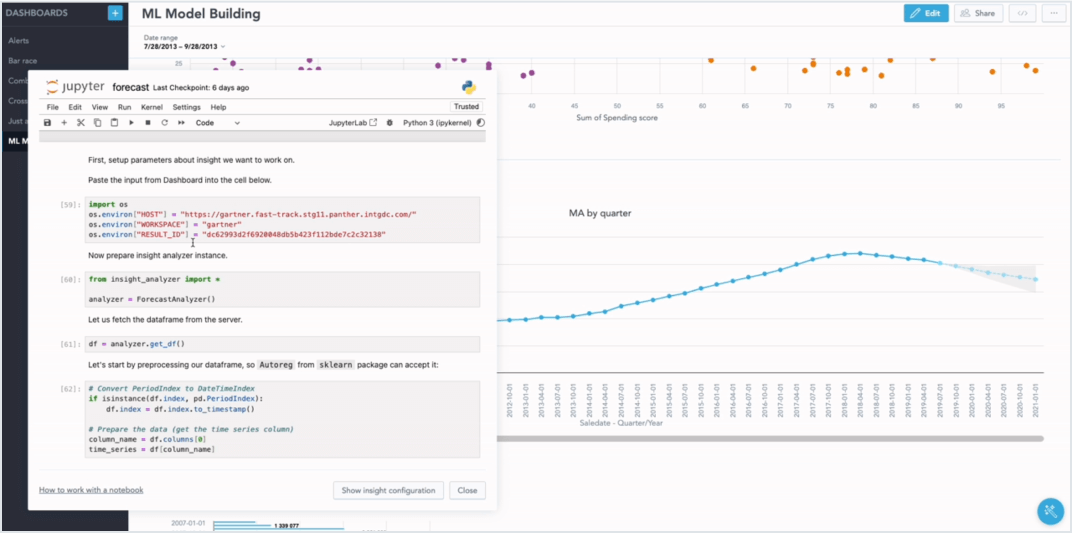 DASHBOARDS
+
Alerts
Bar race
ML M
ML Model Building
Edit
Share
Date range
7/28/2013 – 9/28/2013
25
40 45 50 55 60 65 70 75 80 85 90 95
Sum of Spending score
MA by quarter
2012-10-01
2013-01-01
2013-04-01
2013-07-01
2013-10-01
2014-01-01
2014-04-01
2014-07-01
2014-10-01
2015-01-01
2015-04-01
2015-07-01
2015-10-01
2016-01-01
2016-04-01
2016-07-01
2016-10-01
2017-01-01
2017-04-01
2017-07-01
2017-10-01
2018-01-01
2018-04-01
2018-07-01
2018-10-01
2019-01-01
2019-04-01
2019-07-01
2019-10-01
2020-01-01
2020-04-01
2020-07-01
2020-10-01
2021-01-01
Saledate - Quarter/Year
jupyter forecast Last Checkpoint: 6 days ago
File Edit View Run Kernel Settings Help
Trusted
Code
JupyterLab
Python 3 (ipykernel)
First, setup parameters about insight we want to work on.
Paste the input from Dashboard into the cell below.
[59]: import os
os.environ["HOST"] = "https://gartner.fast-track.stg11.panther.intgdc.com/"
os.environ["WORKSPACE"] = "gartner"
os.environ["RESULT_ID"] = "dc62993d2f6920048db5b423f112bde7c2c32138"
Now prepare insight analyzer instance.
[60]: from insight_analyzer import *
analyzer = ForecastAnalyzer()
Let us fetch the dataframe from the server.
[61]: df = analyzer.get_df()
Let's start by preprocessing our dataframe, so Autoreg from sklearn package can accept it:
[62]: # Convert PeriodIndex to DateTimeIndex
if isinstance(df.index, pd.PeriodIndex):
df.index = df.index.to_timestamp()
# Prepare the data (get the time series column)
column_name = df.columns[0]
time_series = df[column_name]
How to work with a notebook
Show insight configuration
Close
2007-01-01
1 339 077